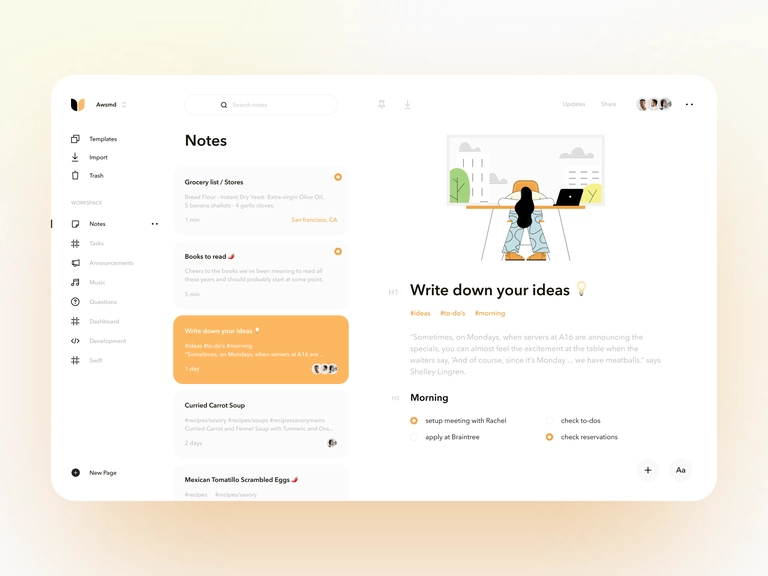 Awsmd
Templates
Import
Trash
WORKSPACE
Notes
Tasks
Announcements
Music
Questions
Dashboard
Development
Swift
New Page
Search notes
Notes
Grocery list / Stores
Bread Flour - Instant Dry Yeast· Extra-virgin Olive Oil,
5 banana shallots - 4 garlic cloves,
1 min
San francisco, CA
Books to read 🌶️
Cheers to the books we've been meaning to read all
those years and should probably start at some point.
5 min
Write down your ideas 💡
#ideas #to-do's #morning
"Sometimes, on Mondays, when servers at A16 are ...
1 day
Curried Carrot Soup
#recipes/savory #recipes/soups #recipessavorymains
Curried Carrot and Fennel Soup with Turmeric and Ora...
2 days
Mexican Tomatillo Scrambled Eggs 🌶️
#recipes #recipes/savory
Updates
Share
H1 Write down your ideas 💡
#ideas #to-do's #morning
"Sometimes, on Mondays, when servers at A16 are announcing the
specials, you can almost feel the excitement at the table when the
waiters say, 'And of course, since it's Monday ... we have meatballs." says
Shelley Lingren.
Morning
setup meeting with Rachel
check to-dos
apply at Braintree
check reservations
Aa